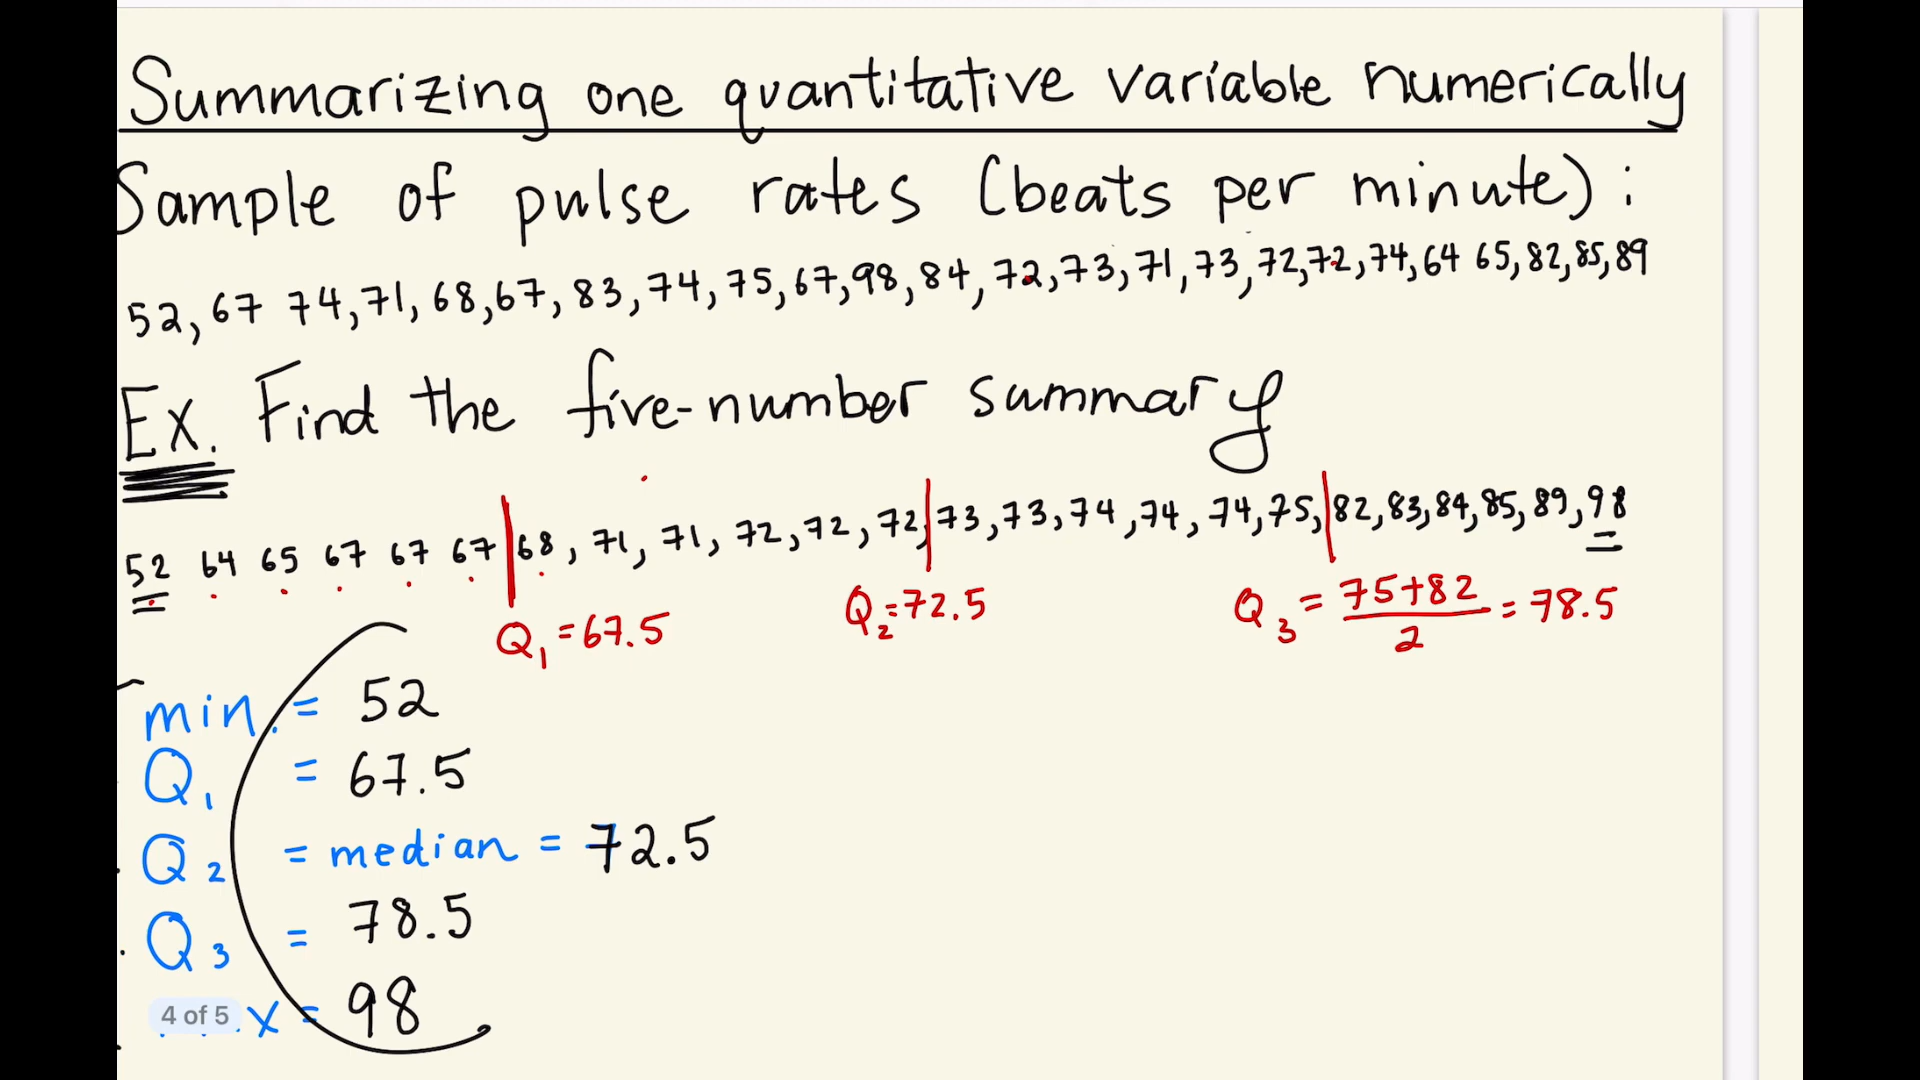 Summarizing one quantitative variable numerically
Sample of pulse rates (beats per minute):
52, 67 74, 71, 68, 67, 83, 74, 75, 67, 98, 84, 72, 73, 71, 73, 72, 72, 74, 64 65, 82, 85, 89
EX. Find the five-number summary
52 64 65 67 67 67 68, 71, 71, 72, 72, 72, 73, 73, 74, 74, 74, 75, 82, 83, 84, 85, 89, 98
Q1 = 67.5 Q2 = 72.5 Q3 = 75+82/2 = 78.5
min. = 52
Q1 = 67.5
Q2 = median = 72.5
Q3 = 78.5
x = 98
4 of 5